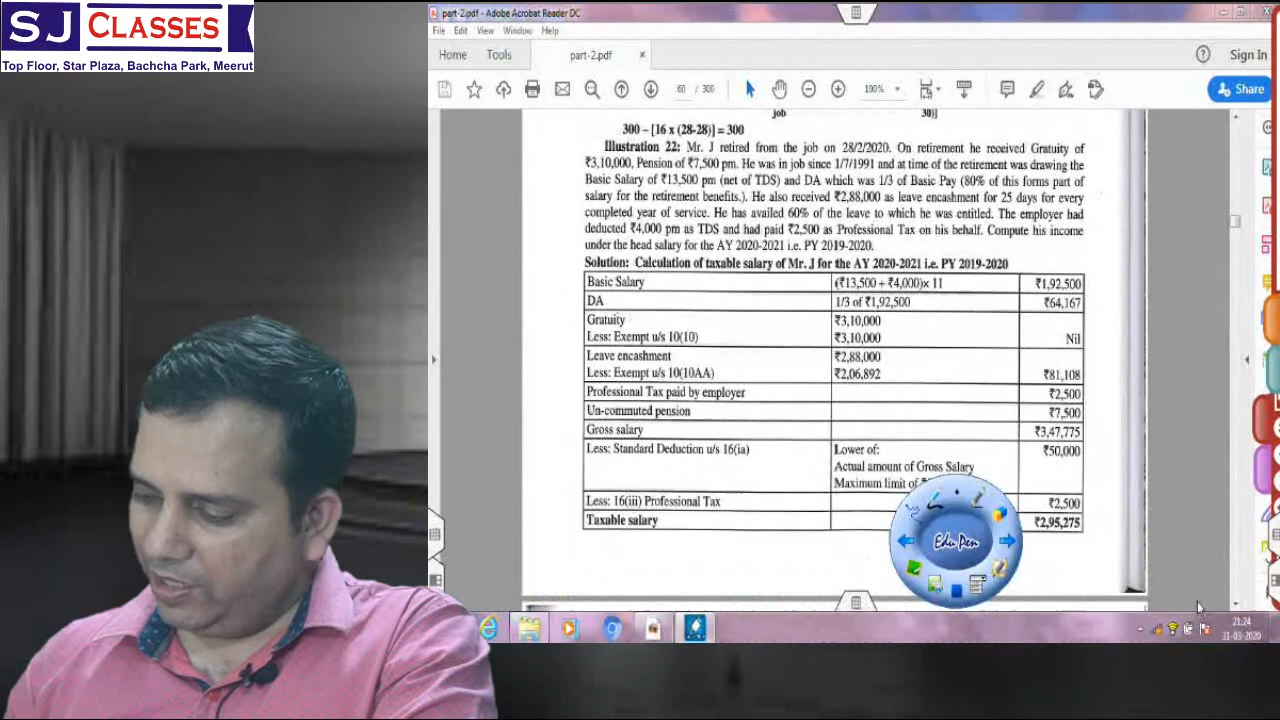 SJ CLASSES
Top Floor, Star Plaza, Bachcha Park, Meerut
part-2.pdf - Adobe Acrobat Reader DC
File Edit View Window Help
Home Tools part-2.pdf × ? Sign In
60 / 300 100% Share
job 30)]
300 – [16 x (28-28)] = 300
Illustration 22: Mr. J retired from the job on 28/2/2020. On retirement he received Gratuity of
₹3,10,000, Pension of ₹7,500 pm. He was in job since 1/7/1991 and at time of the retirement was drawing the
Basic Salary of ₹13,500 pm (net of TDS) and DA which was 1/3 of Basic Pay (80% of this forms part of
salary for the retirement benefits.). He also received ₹2,88,000 as leave encashment for 25 days for every
completed year of service. He has availed 60% of the leave to which he was entitled. The employer had
deducted ₹4,000 pm as TDS and had paid ₹2,500 as Professional Tax on his behalf. Compute his income
under the head salary for the AY 2020-2021 i.e. PY 2019-2020.
Solution: Calculation of taxable salary of Mr. J for the AY 2020-2021 i.e. PY 2019-2020
Basic Salary (₹13,500 + ₹4,000)x 11 ₹1,92,500
DA 1/3 of ₹1,92,500 ₹64,167
Gratuity ₹3,10,000
Less: Exempt u/s 10(10) ₹3,10,000 Nil
Leave encashment ₹2,88,000
Less: Exempt u/s 10(10AA) ₹2,06,892 ₹81,108
Professional Tax paid by employer ₹2,500
Un-commuted pension ₹7,500
Gross salary ₹3,47,775
Less: Standard Deduction u/s 16(ia) Lower of: ₹50,000
Actual amount of Gross Salary
Maximum limit of
Less: 16(iii) Professional Tax ₹2,500
Taxable salary ₹2,95,275
Edu Pen
21:24
31-03-2020